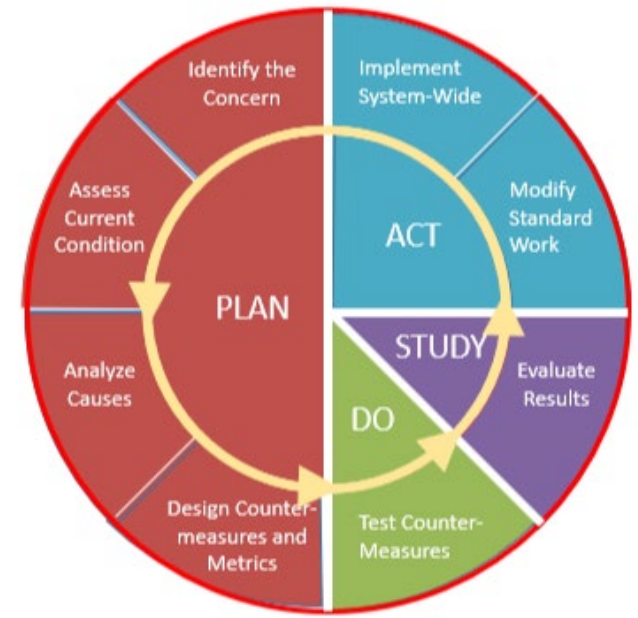 Identify the
Concern
Assess
Current
Condition
Analyze
Causes
Design Counter-
measures and
Metrics
PLAN
DO
Test Counter-
Measures
STUDY
Evaluate
Results
ACT
Modify
Standard
Work
Implement
System-Wide